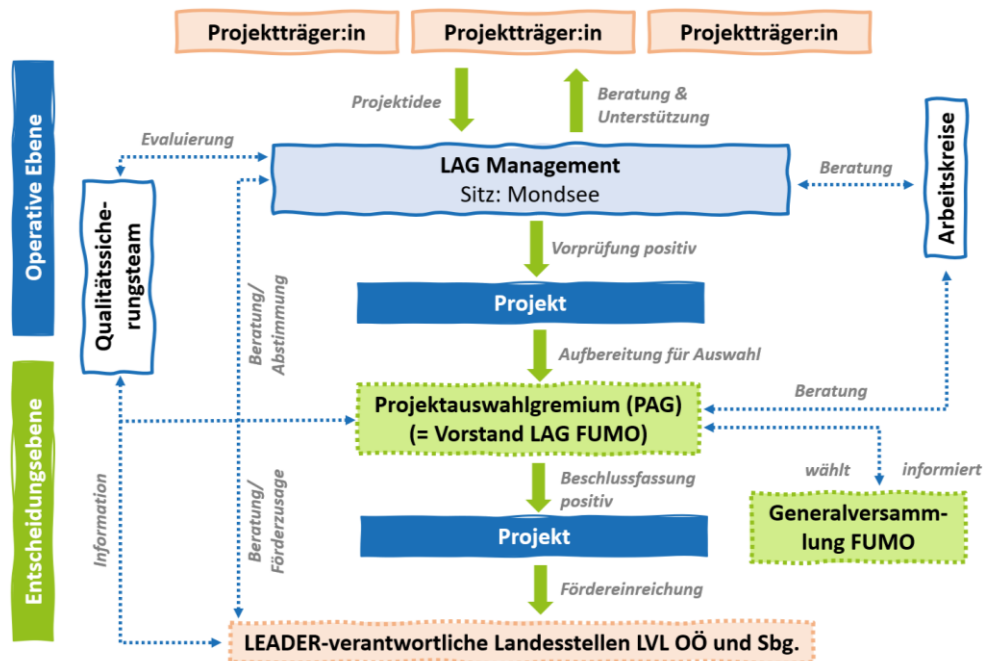 Projektträger:in
Projektträger:in
Projektträger:in
Operative Ebene
Projektidee
Beratung &
Unterstützung
Evaluierung
LAG Management
Sitz: Mondsee
Beratung
Arbeitskreise
Qualitätssiche-
rungsteam
Vorprüfung positiv
Beratung/
Abstimmung
Projekt
Aufbereitung für Auswahl
Entscheidungsebene
Projektauswahlgremium (PAG)
(= Vorstand LAG FUMO)
Beratung
wählt
informiert
Information
Beratung/
Förderzusage
Beschlussfassung
positiv
Generalversamm-
lung FUMO
Projekt
Fördereinreichung
LEADER-verantwortliche Landesstellen LVL OÖ und Sbg.